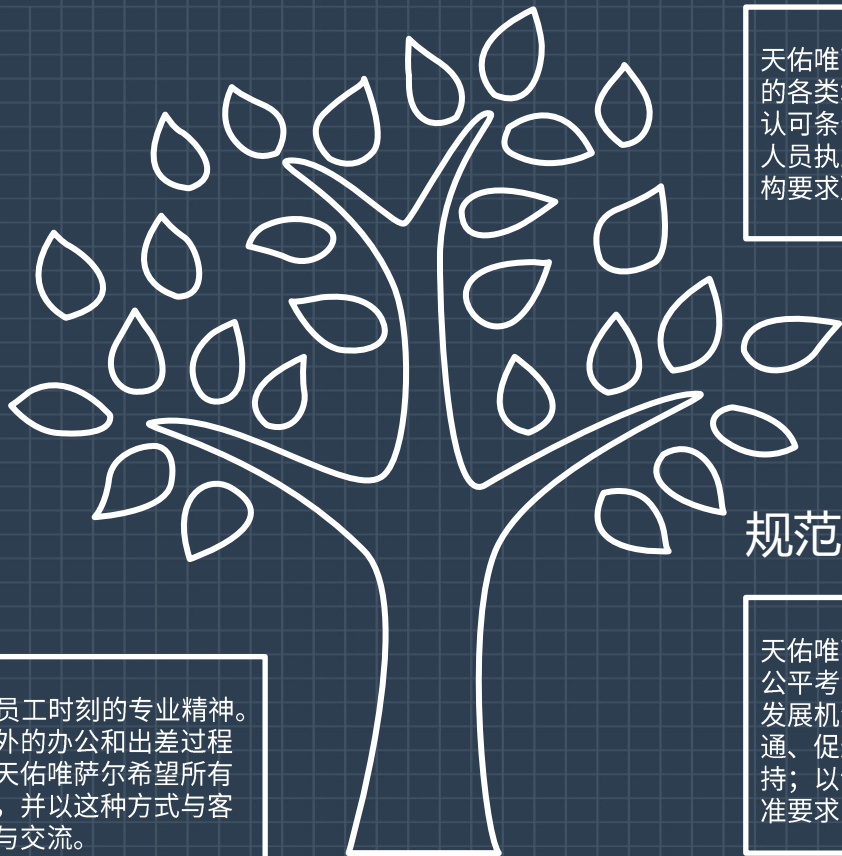 天佑唯
的各类
认可条
人员执
构要求
规范
天佑唯
公平考
发展机
通、促
持；以
准要求
员工时刻的专业精神。
外的办公和出差过程
天佑唯萨尔希望所有
，并以这种方式与客
与交流。